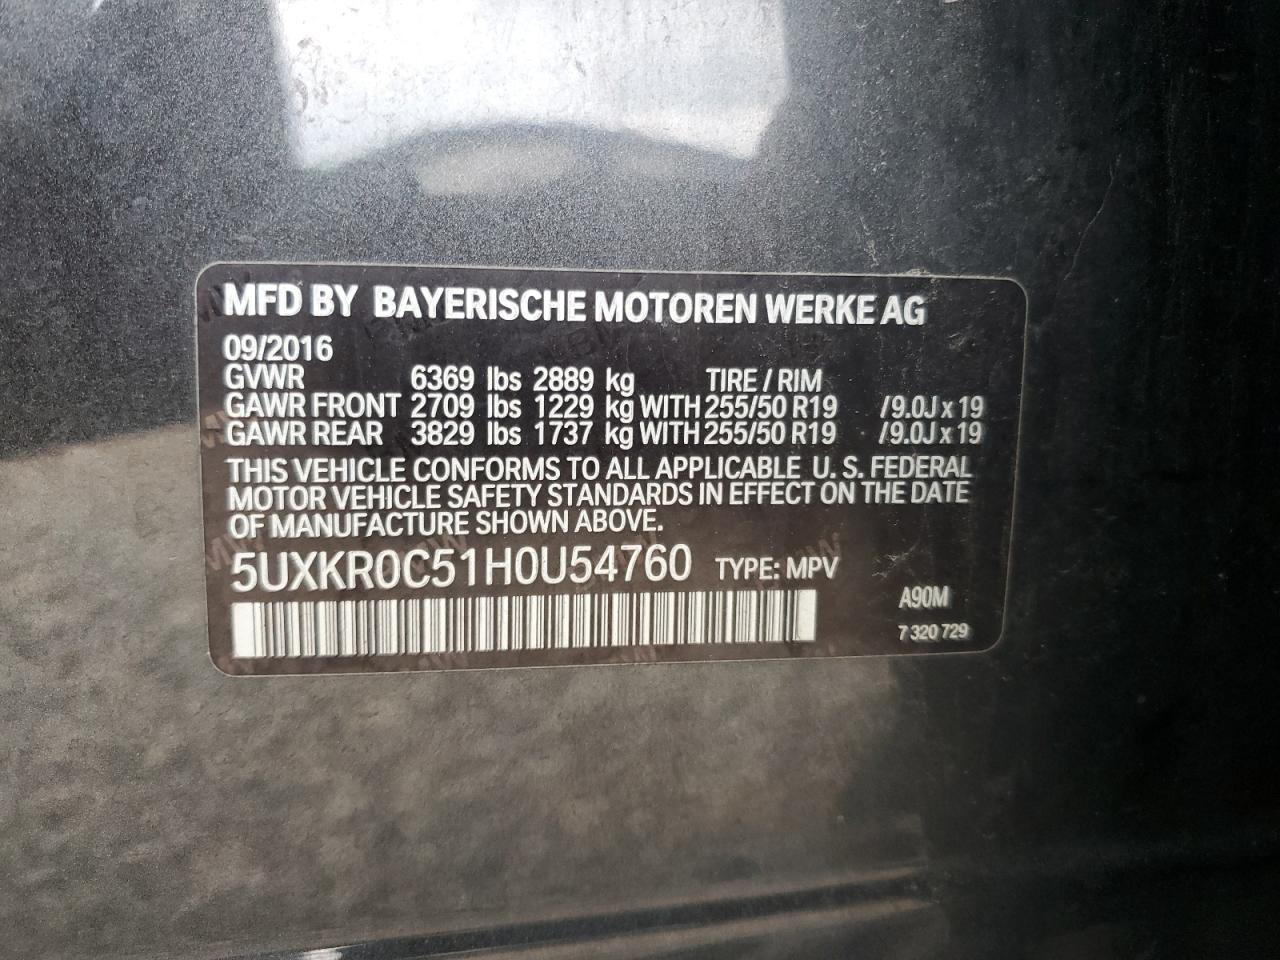 MFD BY BAYERISCHE MOTOREN WERKE AG
09/2016
GVWR 6369 lbs 2889 kg TIRE / RIM
GAWR FRONT 2709 lbs 1229 kg WITH 255/50 R19 /9.0J x 19
GAWR REAR 3829 lbs 1737 kg WITH 255/50 R19 /9.0J x 19
THIS VEHICLE CONFORMS TO ALL APPLICABLE U. S. FEDERAL
MOTOR VEHICLE SAFETY STANDARDS IN EFFECT ON THE DATE
OF MANUFACTURE SHOWN ABOVE.
5UXKR0C51H0U54760 TYPE: MPV
A90M
7 320 729